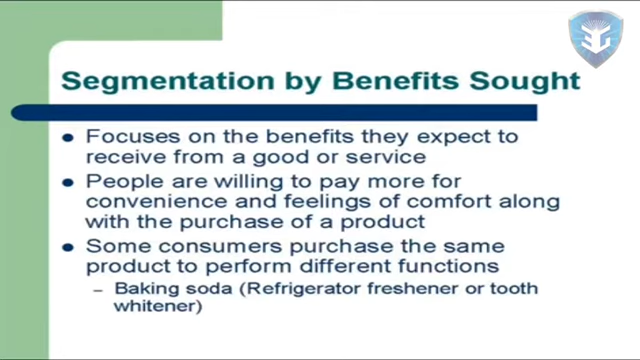 Segmentation by Benefits Sought
● Focuses on the benefits they expect to
receive from a good or service
● People are willing to pay more for
convenience and feelings of comfort along
with the purchase of a product
● Some consumers purchase the same
product to perform different functions
– Baking soda (Refrigerator freshener or tooth
whitener)